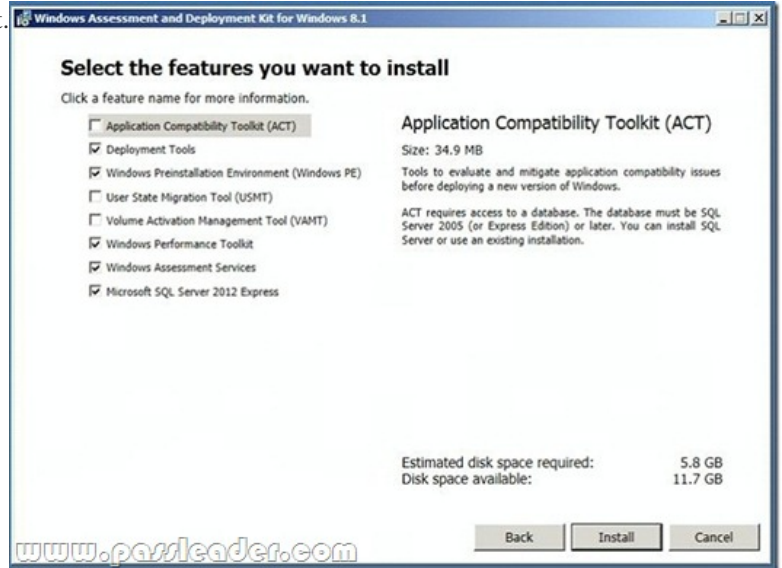 t.
Windows Assessment and Deployment Kit for Windows 8.1
Select the features you want to install
Click a feature name for more information.
Application Compatibility Toolkit (ACT)
Deployment Tools
Windows Preinstallation Environment (Windows PE)
User State Migration Tool (USMT)
Volume Activation Management Tool (VAMT)
Windows Performance Toolkit
Windows Assessment Services
Microsoft SQL Server 2012 Express
Application Compatibility Toolkit (ACT)
Size: 34.9 MB
Tools to evaluate and mitigate application compatibility issues
before deploying a new version of Windows.
ACT requires access to a database. The database must be SQL
Server 2005 (or Express Edition) or later. You can install SQL
Server or use an existing installation.
Estimated disk space required: 5.8 GB
Disk space available: 11.7 GB
Back Install Cancel
www.passleader.com